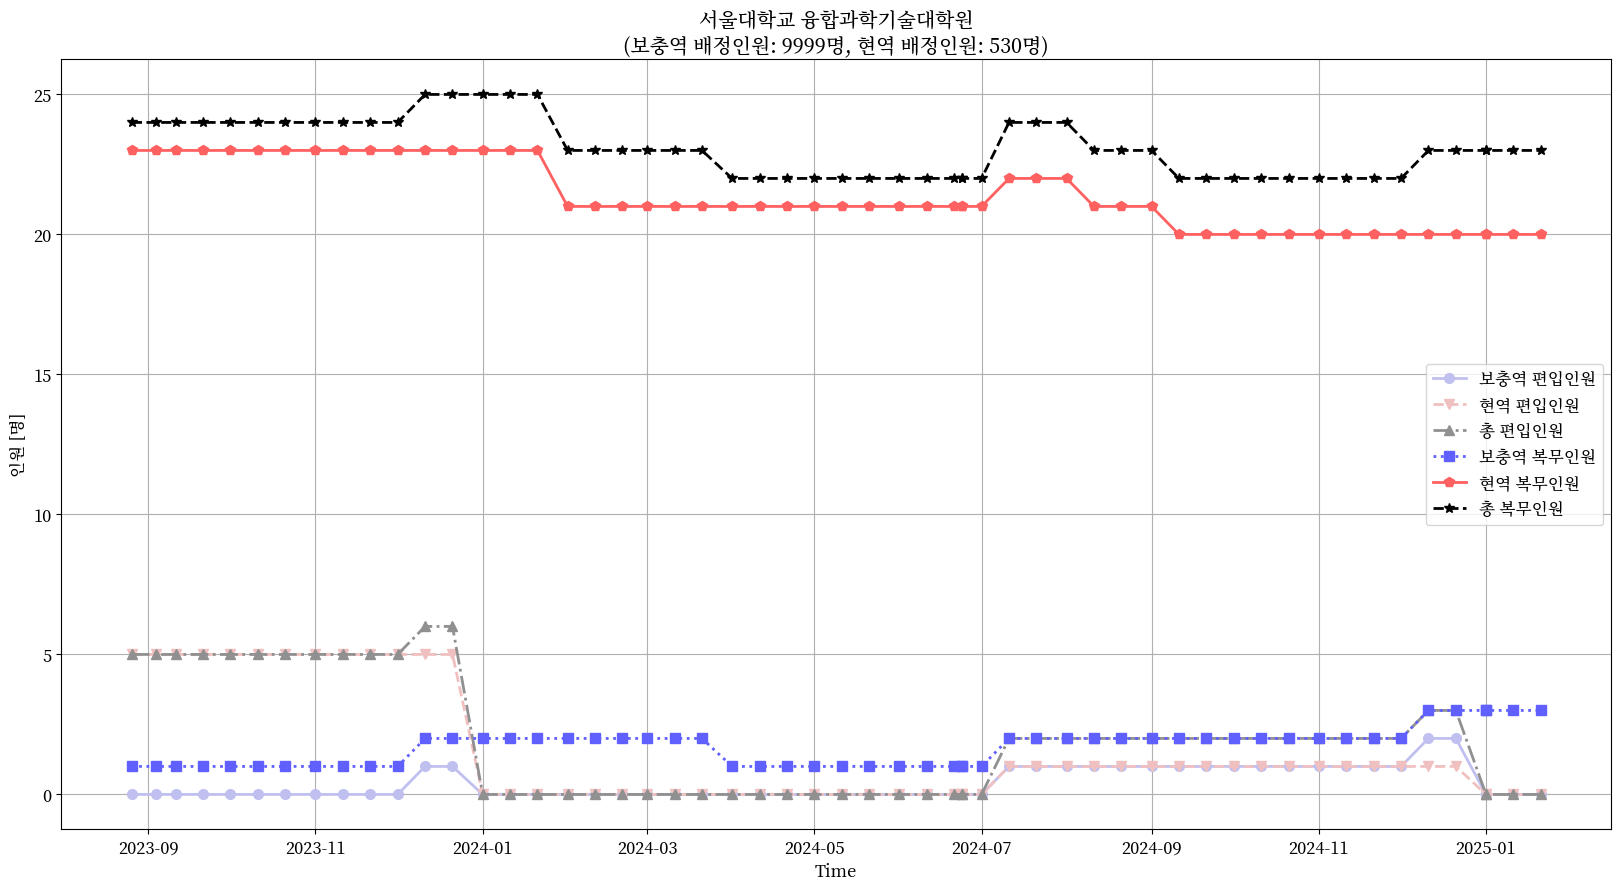 서울대학교 융합과학기술대학원
(보충역 배정인원: 9999명, 현역 배정인원: 530명)
인원 [명]
25
20
15
10
5
0
보충역 편입인원
현역 편입인원
총 편입인원
보충역 복무인원
현역 복무인원
총 복무인원
2023-09 2023-11 2024-01 2024-03 2024-05 2024-07 2024-09 2024-11 2025-01
Time